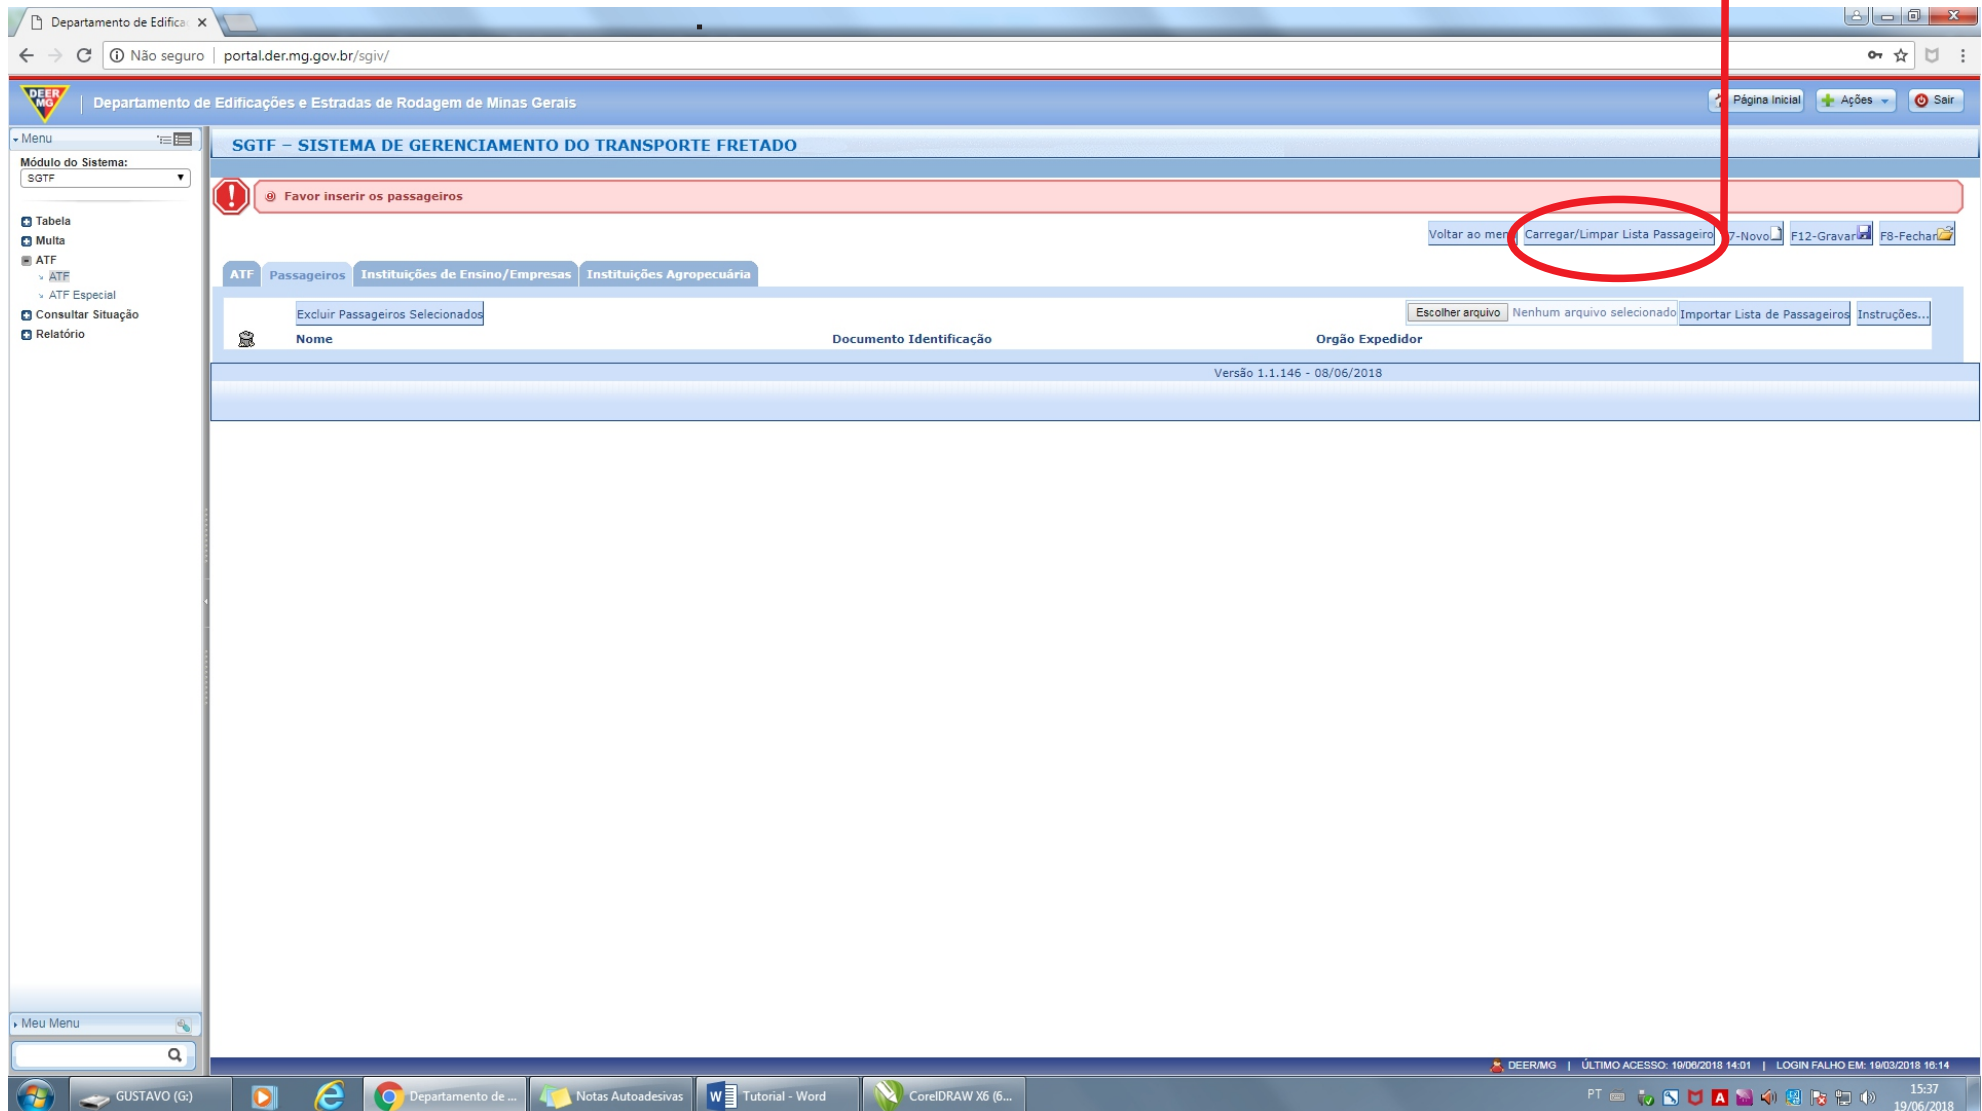 Departamento de Edifica
Não seguro | portal.der.mg.gov.br/sgiv/
DEER MG
Departamento de Edificações e Estradas de Rodagem de Minas Gerais
Página Inicial
Ações
Sair
Menu
Módulo do Sistema:
SGTF
Tabela
Multa
ATF
ATF
ATF Especial
Consultar Situação
Relatório
SGTF – SISTEMA DE GERENCIAMENTO DO TRANSPORTE FRETADO
Favor inserir os passageiros
Voltar ao men Carregar/Limpar Lista Passageiro 7-Novo F12-Gravar F8-Fechar
ATF Passageiros Instituições de Ensino/Empresas Instituições Agropecuária
Excluir Passageiros Selecionados
Escolher arquivo Nenhum arquivo selecionado Importar Lista de Passageiros Instruções...
Nome Documento Identificação Orgão Expedidor
Versão 1.1.146 - 08/06/2018
Meu Menu
DEER/MG | ÚLTIMO ACESSO: 19/06/2018 14:01 | LOGIN FALHO EM: 19/03/2018 16:14
GUSTAVO (G:)
Departamento de ...
Notas Autoadesivas
Tutorial - Word
CorelDRAW X6 (6...
PT
15:37
19/06/2018